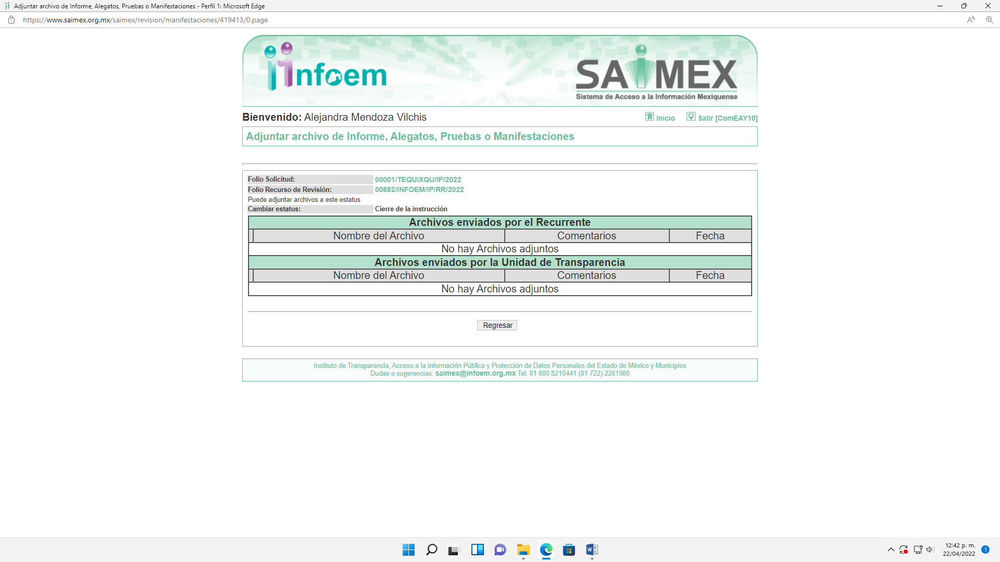 Adjuntar archivo de Informe, Alegatos, Pruebas o Manifestaciones - Perfil 1: Microsoft Edge
https://www.saimex.org.mx/saimex/revision/manifestaciones/419413/0.page
infoem
SAIMEX
Sistema de Acceso a la Información Mexiquense
Bienvenido: Alejandra Mendoza Vilchis
Inicio Salir [ComEAY10]
Adjuntar archivo de Informe, Alegatos, Pruebas o Manifestaciones
Folio Solicitud: 00001/TEQUIXQU/IP/2022
Folio Recurso de Revisión: 00882/INFOEM/IP/RR/2022
Puede adjuntar archivos a este estatus
Cambiar estatus: Cierre de la instrucción
Archivos enviados por el Recurrente
Nombre del Archivo Comentarios Fecha
No hay Archivos adjuntos
Archivos enviados por la Unidad de Transparencia
Nombre del Archivo Comentarios Fecha
No hay Archivos adjuntos
Regresar
Instituto de Transparencia, Acceso a la Información Pública y Protección de Datos Personales del Estado de México y Municipios
Dudas o sugerencias: saimex@infoem.org.mx Tel. 01 800 8210441 (01 722) 2261980
12:42 p. m.
22/04/2022
1